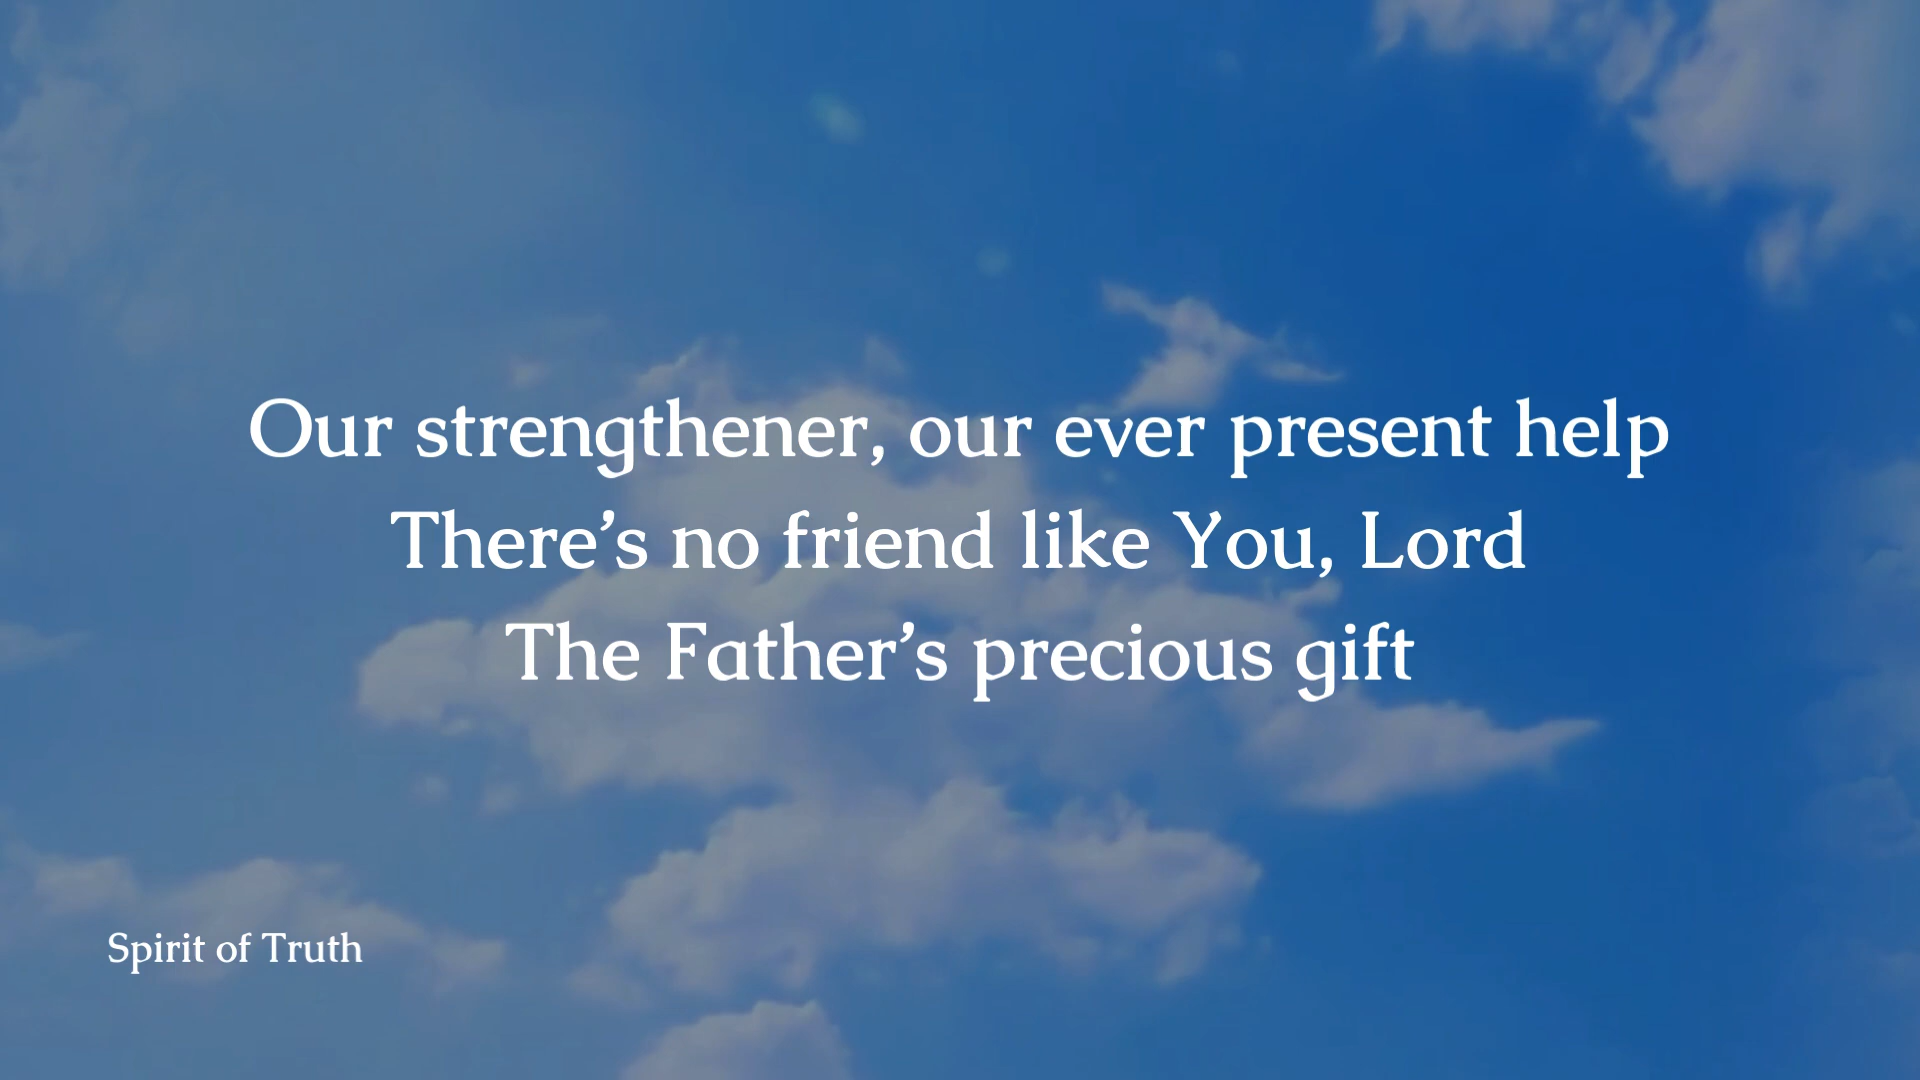 Our strengthener, our ever present help
There’s no friend like You, Lord
The Father’s precious gift
Spirit of Truth